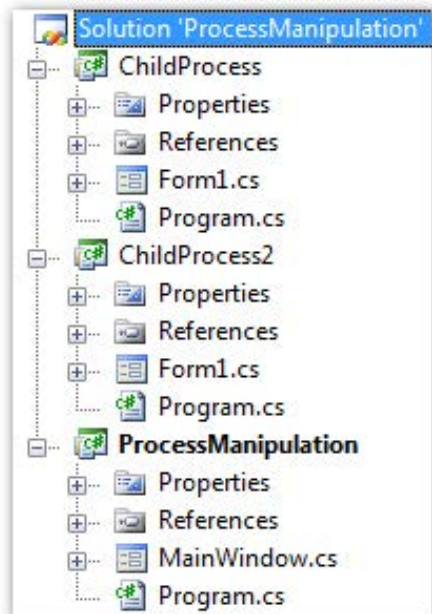 Solution 'ProcessManipulation'
ChildProcess
Properties
References
Form1.cs
Program.cs
ChildProcess2
Properties
References
Form1.cs
Program.cs
ProcessManipulation
Properties
References
MainWindow.cs
Program.cs